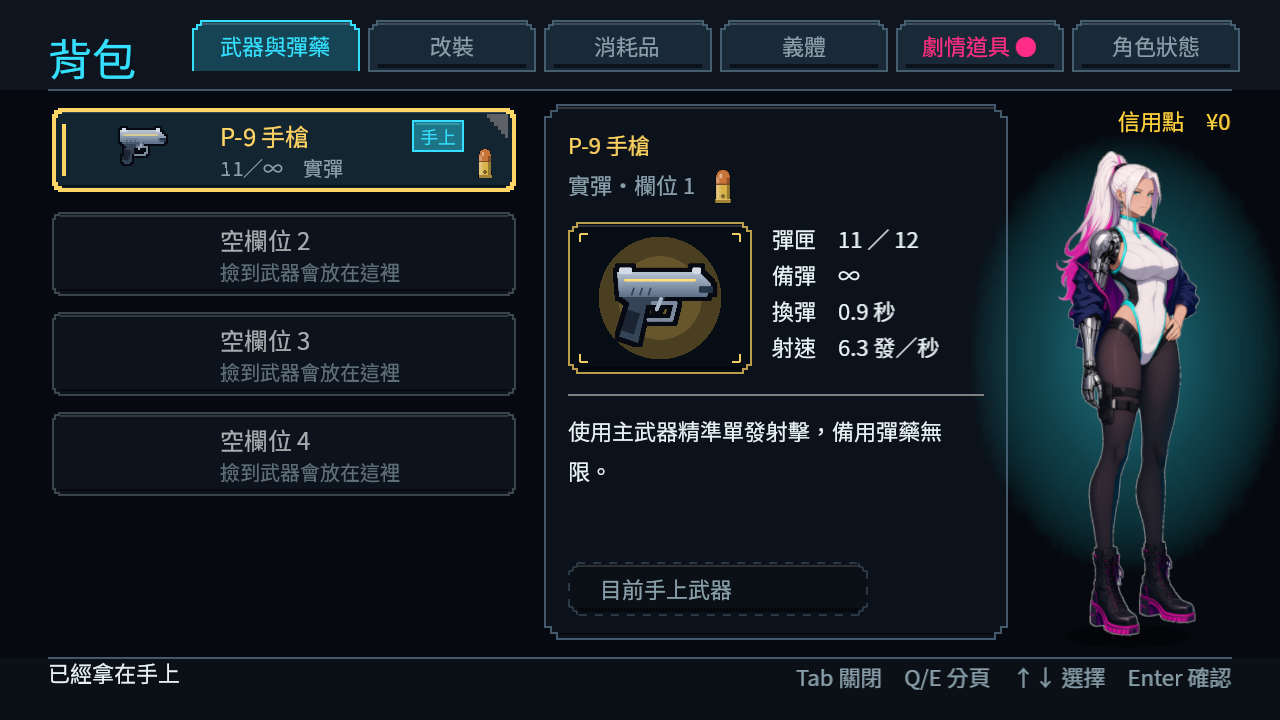 背包
武器與彈藥
改裝
消耗品
義體
劇情道具
角色狀態
P-9 手槍
手上
11／∞ 實彈
空欄位 2
撿到武器會放在這裡
空欄位 3
撿到武器會放在這裡
空欄位 4
撿到武器會放在這裡
P-9 手槍
實彈・欄位 1
彈匣 11 ／ 12
備彈 ∞
換彈 0.9 秒
射速 6.3 發／秒
使用主武器精準單發射擊，備用彈藥無
限。
目前手上武器
信用點 ¥0
已經拿在手上
Tab 關閉 Q/E 分頁 ↑↓ 選擇 Enter 確認